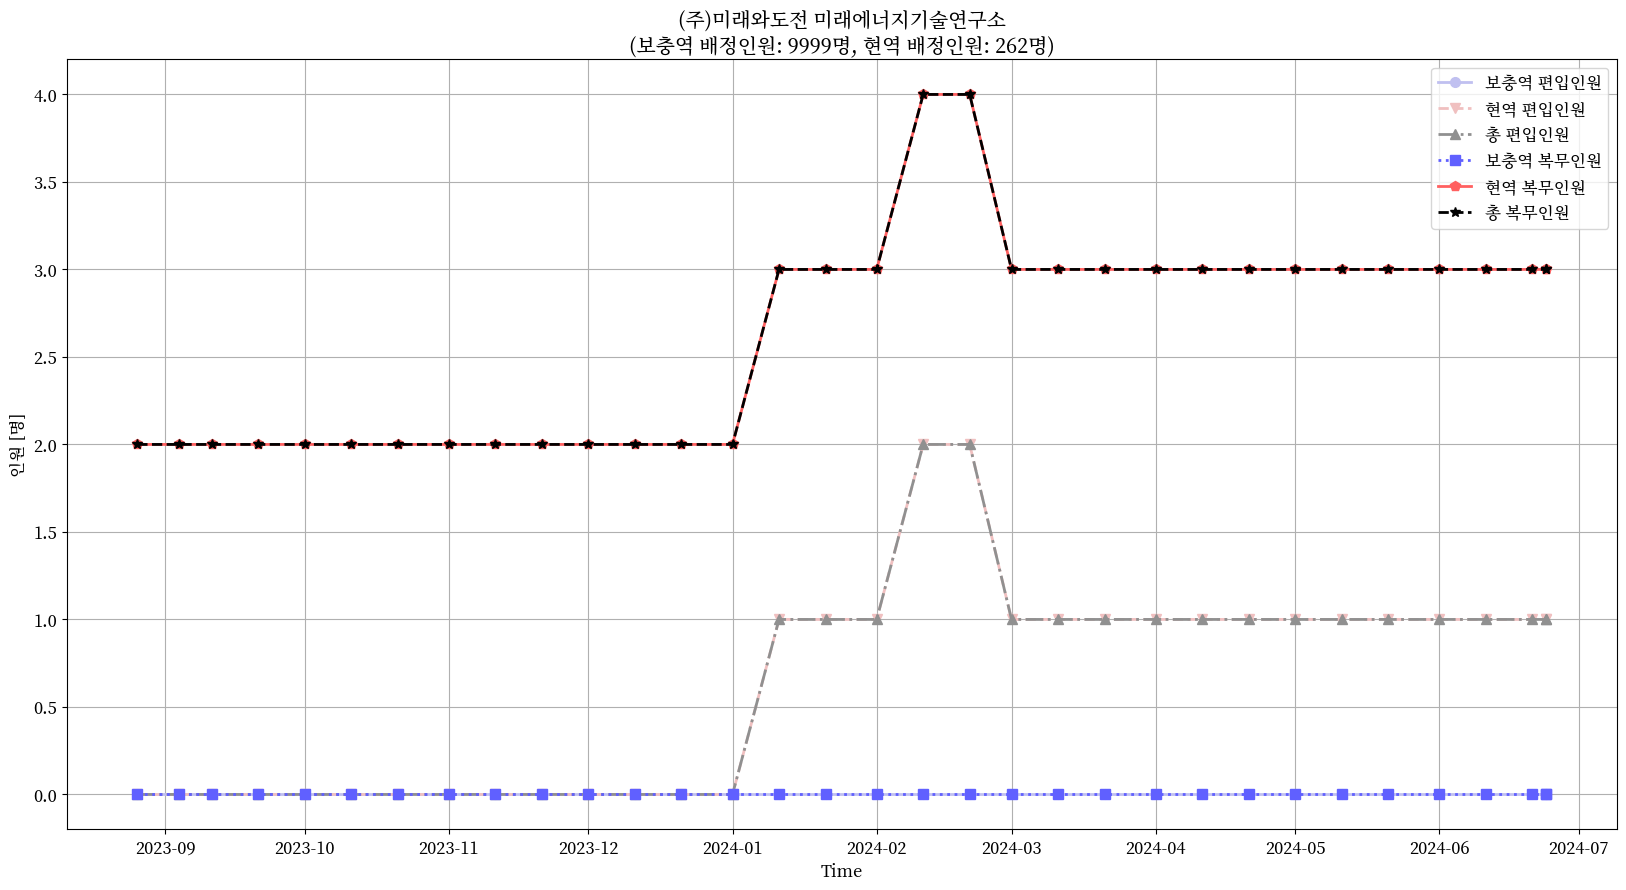 (주)미래와도전 미래에너지기술연구소
(보충역 배정인원: 9999명, 현역 배정인원: 262명)
보충역 편입인원
현역 편입인원
총 편입인원
보충역 복무인원
현역 복무인원
총 복무인원
인원 [명]
4.0
3.5
3.0
2.5
2.0
1.5
1.0
0.5
0.0
2023-09 2023-10 2023-11 2023-12 2024-01 2024-02 2024-03 2024-04 2024-05 2024-06 2024-07
Time